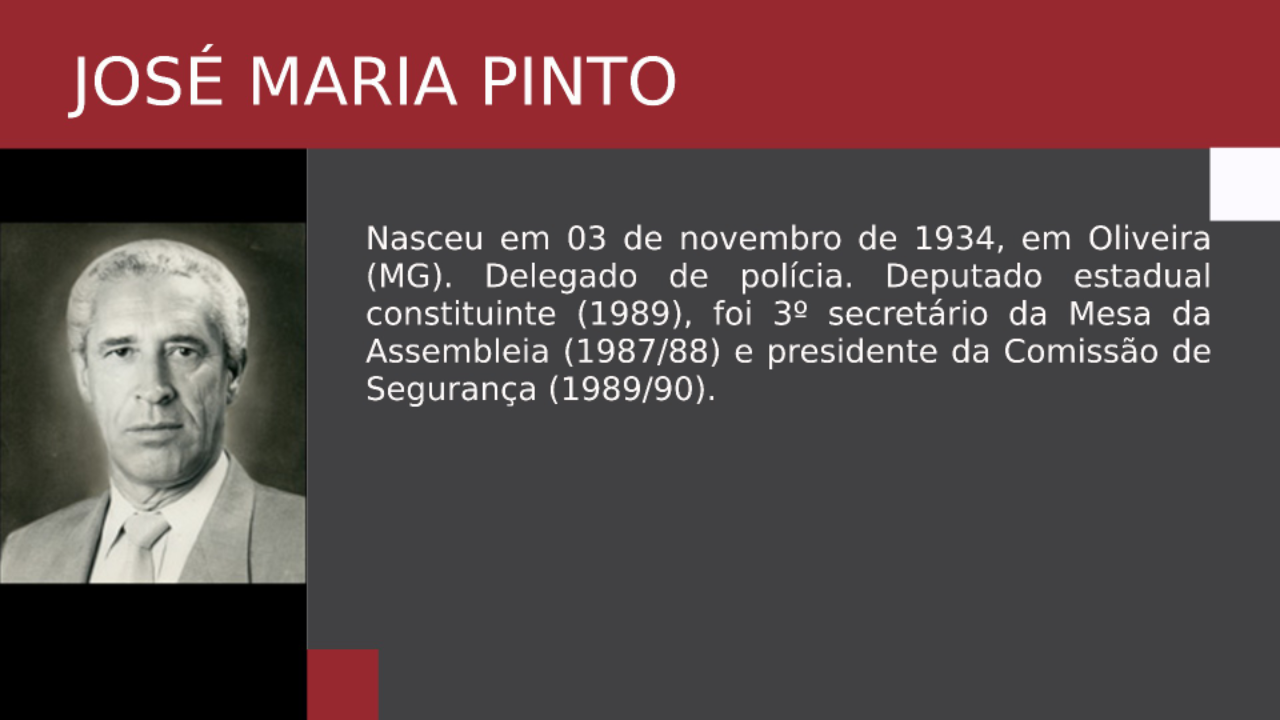 JOSÉ MARIA PINTO
Nasceu em 03 de novembro de 1934, em Oliveira
(MG). Delegado de polícia. Deputado estadual
constituinte (1989), foi 3º secretário da Mesa da
Assembleia (1987/88) e presidente da Comissão de
Segurança (1989/90).